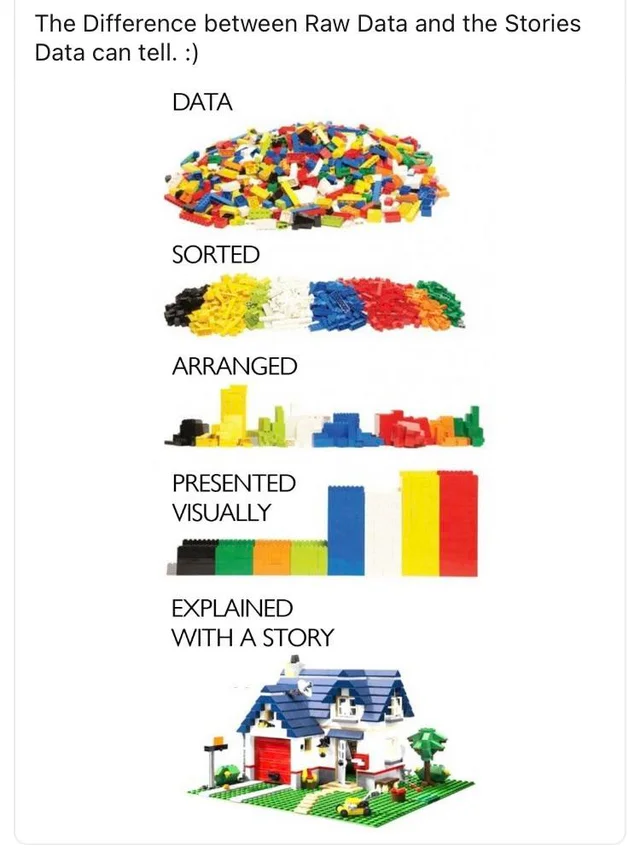 The Difference between Raw Data and the Stories
Data can tell. :)
DATA
SORTED
ARRANGED
PRESENTED
VISUALLY
EXPLAINED
WITH A STORY